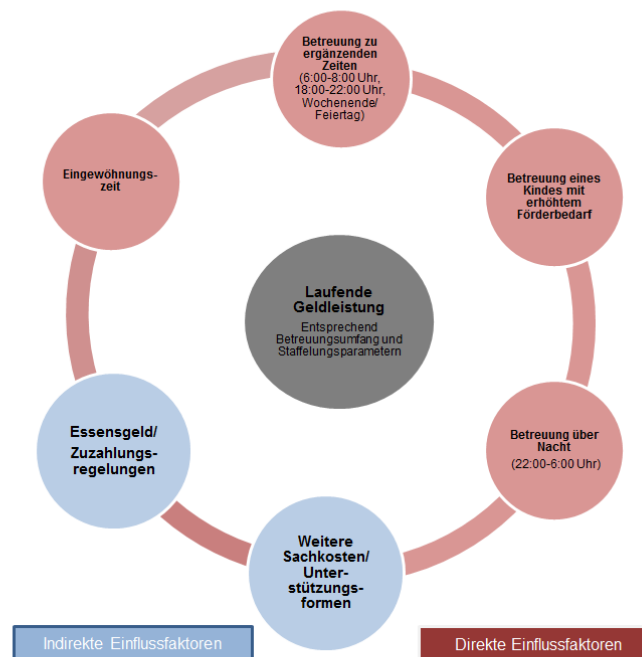 Betreuung zu
ergänzenden
Zeiten
(6:00-8:00 Uhr,
18:00-22:00 Uhr,
Wochenende/
Feiertag)
Eingewöhnungs-
zeit
Betreuung eines
Kindes mit
erhöhtem
Förderbedarf
Laufende
Geldleistung
Entsprechend
Betreuungsumfang und
Staffelungsparametern
Essensgeld/
Zuzahlungs-
regelungen
Betreuung über
Nacht
(22:00-6:00 Uhr)
Weitere
Sachkosten/
Unter-
stützungs-
formen
Indirekte Einflussfaktoren
Direkte Einflussfaktoren